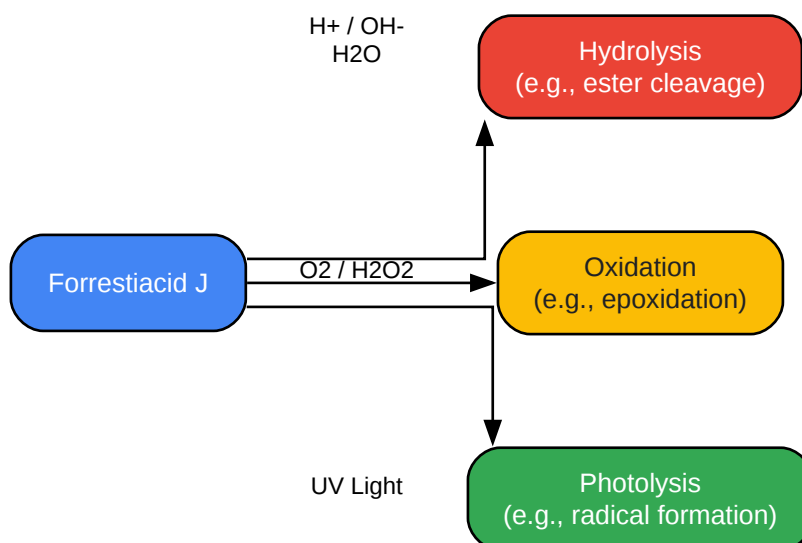 H+ / OH-
H2O
Hydrolysis
(e.g., ester cleavage)
Forrestiacid J
O2 / H2O2
Oxidation
(e.g., epoxidation)
UV Light
Photolysis
(e.g., radical formation)